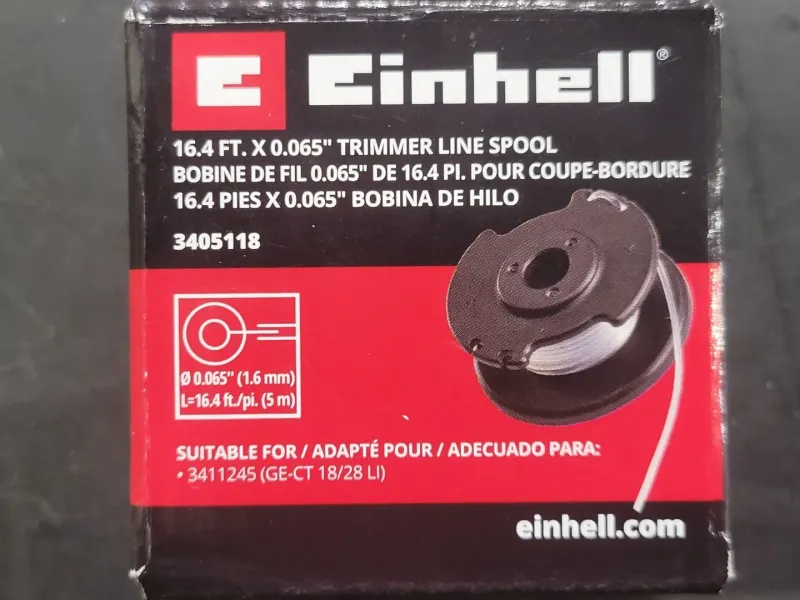 Einhell®
16.4 FT. X 0.065" TRIMMER LINE SPOOL
BOBINE DE FIL 0.065" DE 16.4 PI. POUR COUPE-BORDURE
16.4 PIES X 0.065" BOBINA DE HILO
3405118
Ø 0.065" (1.6 mm)
L=16.4 ft./pi. (5 m)
SUITABLE FOR / ADAPTÉ POUR / ADECUADO PARA:
• 3411245 (GE-CT 18/28 LI)
einhell.com